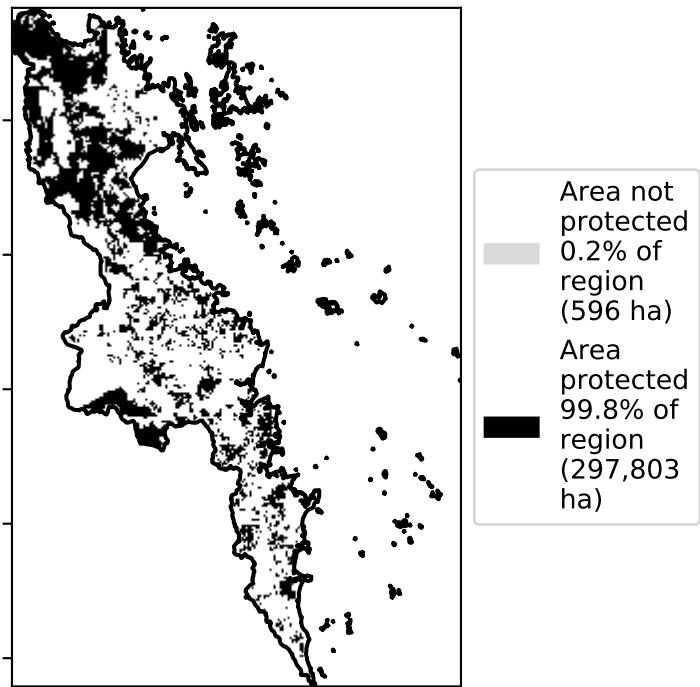 Area not
protected
0.2% of
region
(596 ha)
Area
protected
99.8% of
region
(297,803
ha)